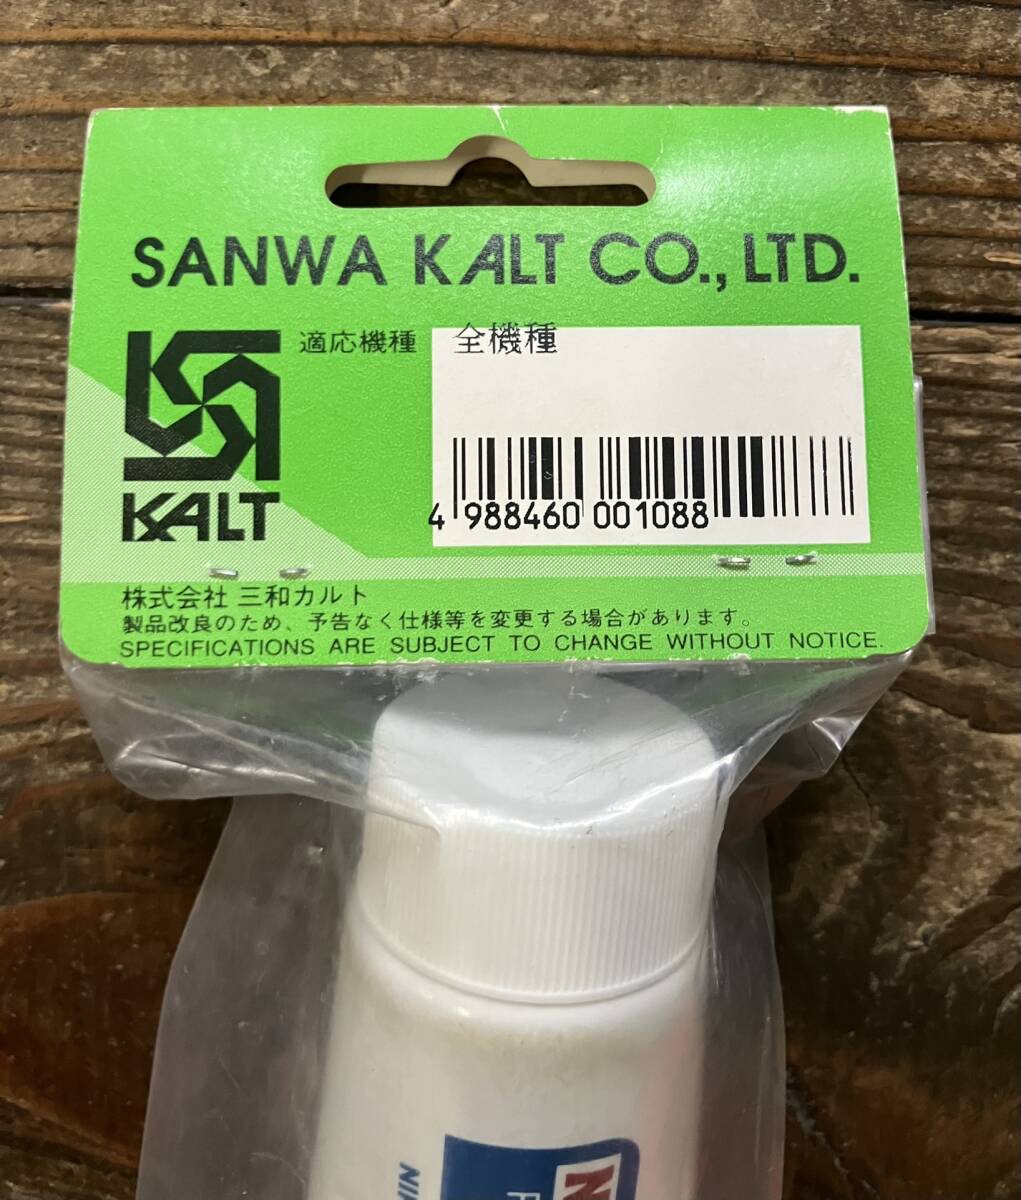 SANWA KALT CO., LTD.
適応機種 全機種
KALT
4 988460 001088
株式会社 三和カルト
製品改良のため、予告なく仕様等を変更する場合があります。
SPECIFICATIONS ARE SUBJECT TO CHANGE WITHOUT NOTICE.